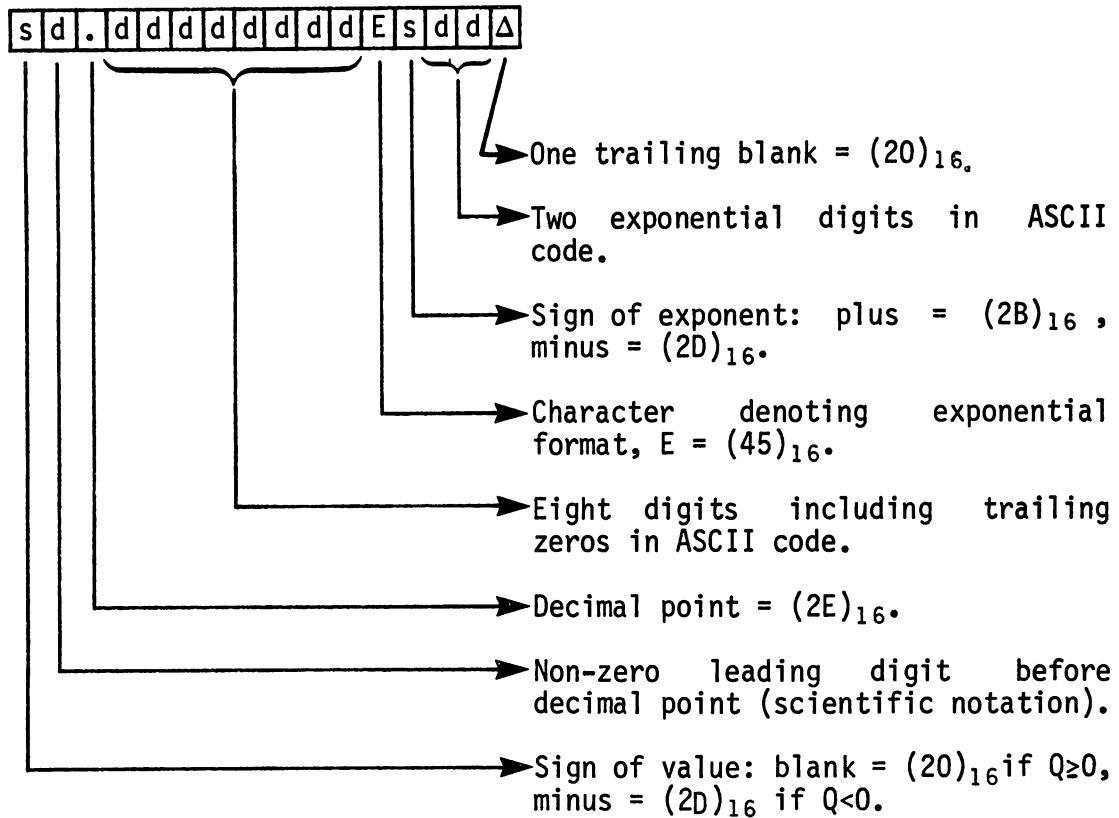 s d . d d d d d d d d E s d d Δ
One trailing blank = (20)₁₆.
Two exponential digits in ASCII
code.
Sign of exponent: plus = (2B)₁₆ ,
minus = (2D)₁₆.
Character denoting exponential
format, E = (45)₁₆.
Eight digits including trailing
zeros in ASCII code.
Decimal point = (2E)₁₆.
Non-zero leading digit before
decimal point (scientific notation).
Sign of value: blank = (20)₁₆ if Q≥0,
minus = (2D)₁₆ if Q<0.